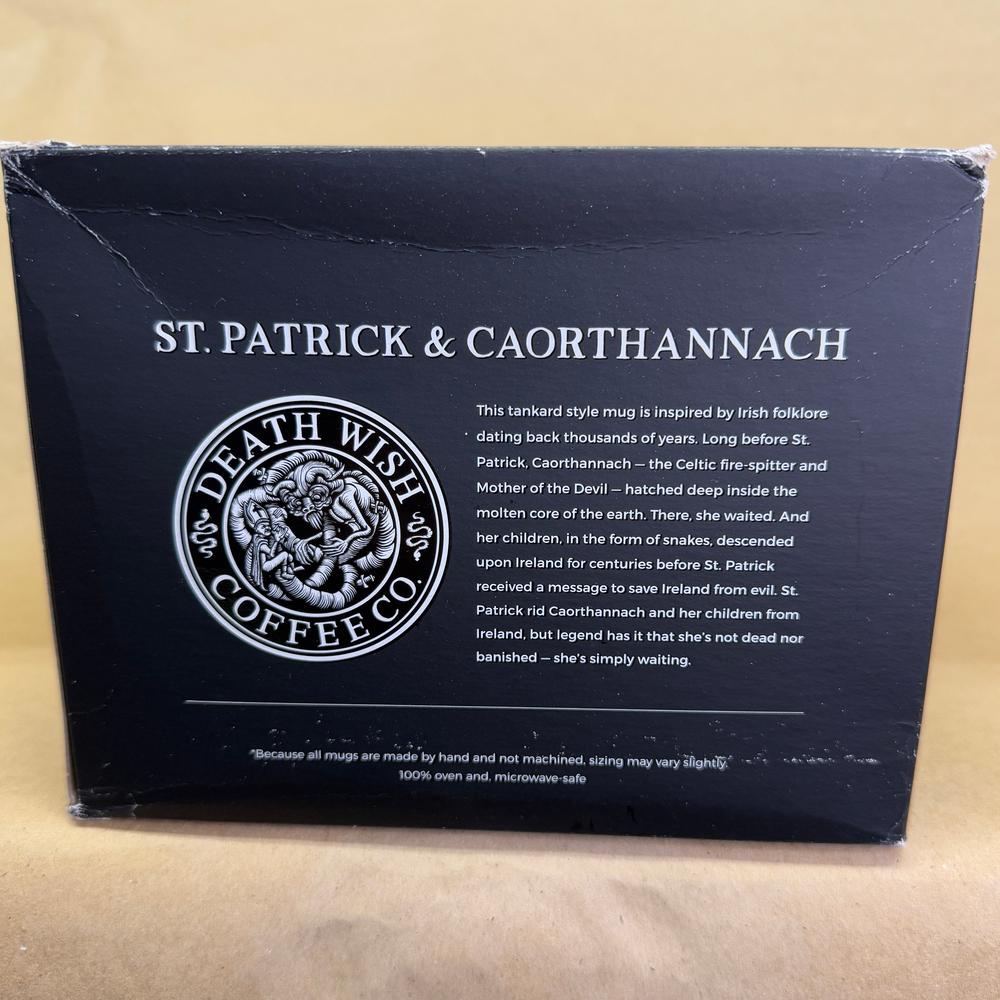 ST. PATRICK & CAORTHANNACH
DEATH WISH
COFFEE CO.
This tankard style mug is inspired by Irish folklore
dating back thousands of years. Long before St.
Patrick, Caorthannach — the Celtic fire-spitter and
Mother of the Devil — hatched deep inside the
molten core of the earth. There, she waited. And
her children, in the form of snakes, descended
upon Ireland for centuries before St. Patrick
received a message to save Ireland from evil. St.
Patrick rid Caorthannach and her children from
Ireland, but legend has it that she's not dead nor
banished — she's simply waiting.
*Because all mugs are made by hand and not machined, sizing may vary slightly.*
100% oven and, microwave-safe